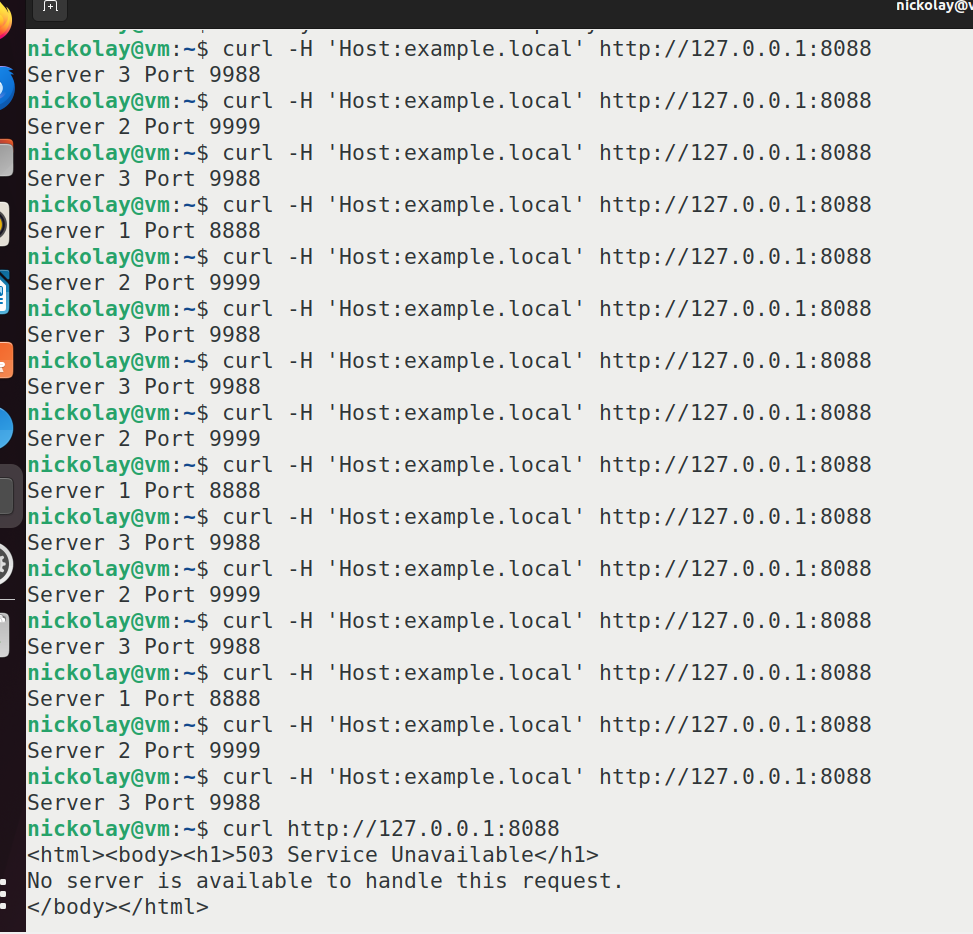 nickolay@v
nickolay@vm:~$ curl -H 'Host:example.local' http://127.0.0.1:8088
Server 3 Port 9988
nickolay@vm:~$ curl -H 'Host:example.local' http://127.0.0.1:8088
Server 2 Port 9999
nickolay@vm:~$ curl -H 'Host:example.local' http://127.0.0.1:8088
Server 3 Port 9988
nickolay@vm:~$ curl -H 'Host:example.local' http://127.0.0.1:8088
Server 1 Port 8888
nickolay@vm:~$ curl -H 'Host:example.local' http://127.0.0.1:8088
Server 2 Port 9999
nickolay@vm:~$ curl -H 'Host:example.local' http://127.0.0.1:8088
Server 3 Port 9988
nickolay@vm:~$ curl -H 'Host:example.local' http://127.0.0.1:8088
Server 3 Port 9988
nickolay@vm:~$ curl -H 'Host:example.local' http://127.0.0.1:8088
Server 2 Port 9999
nickolay@vm:~$ curl -H 'Host:example.local' http://127.0.0.1:8088
Server 1 Port 8888
nickolay@vm:~$ curl -H 'Host:example.local' http://127.0.0.1:8088
Server 3 Port 9988
nickolay@vm:~$ curl -H 'Host:example.local' http://127.0.0.1:8088
Server 2 Port 9999
nickolay@vm:~$ curl -H 'Host:example.local' http://127.0.0.1:8088
Server 3 Port 9988
nickolay@vm:~$ curl -H 'Host:example.local' http://127.0.0.1:8088
Server 1 Port 8888
nickolay@vm:~$ curl -H 'Host:example.local' http://127.0.0.1:8088
Server 2 Port 9999
nickolay@vm:~$ curl -H 'Host:example.local' http://127.0.0.1:8088
Server 3 Port 9988
nickolay@vm:~$ curl http://127.0.0.1:8088
<html><body><h1>503 Service Unavailable</h1>
No server is available to handle this request.
</body></html>